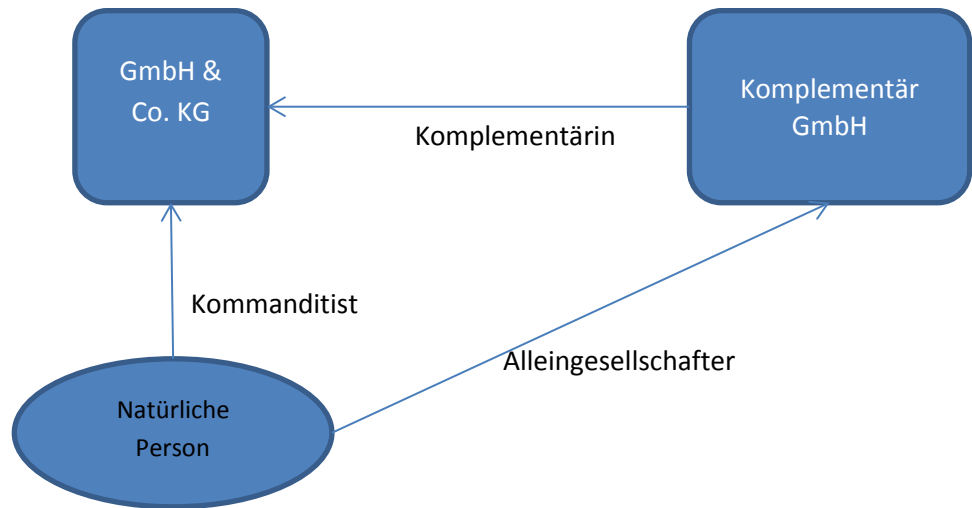 GmbH &
Co. KG
Komplementär
GmbH
Komplementärin
Kommanditist
Alleingesellschafter
Natürliche
Person